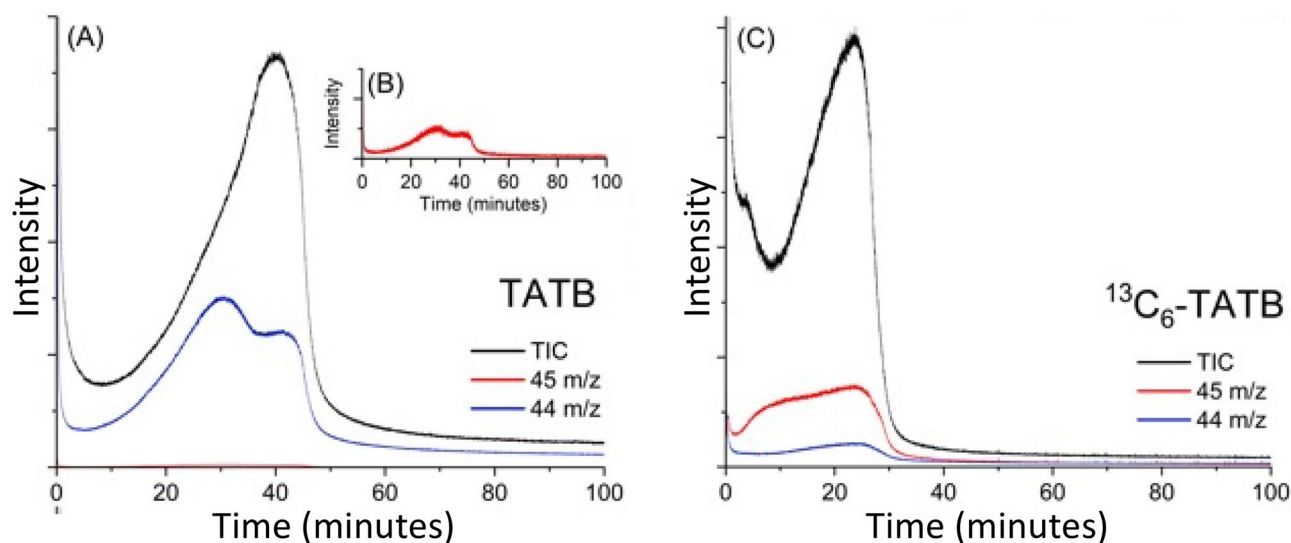 (A)
Intensity
(B)
Intensity
0 20 40 60 80 100
Time (minutes)
TATB
TIC
45 m/z
44 m/z
0 20 40 60 80 100
Time (minutes)
(C)
Intensity
¹³C₆-TATB
TIC
45 m/z
44 m/z
0 20 40 60 80 100
Time (minutes)